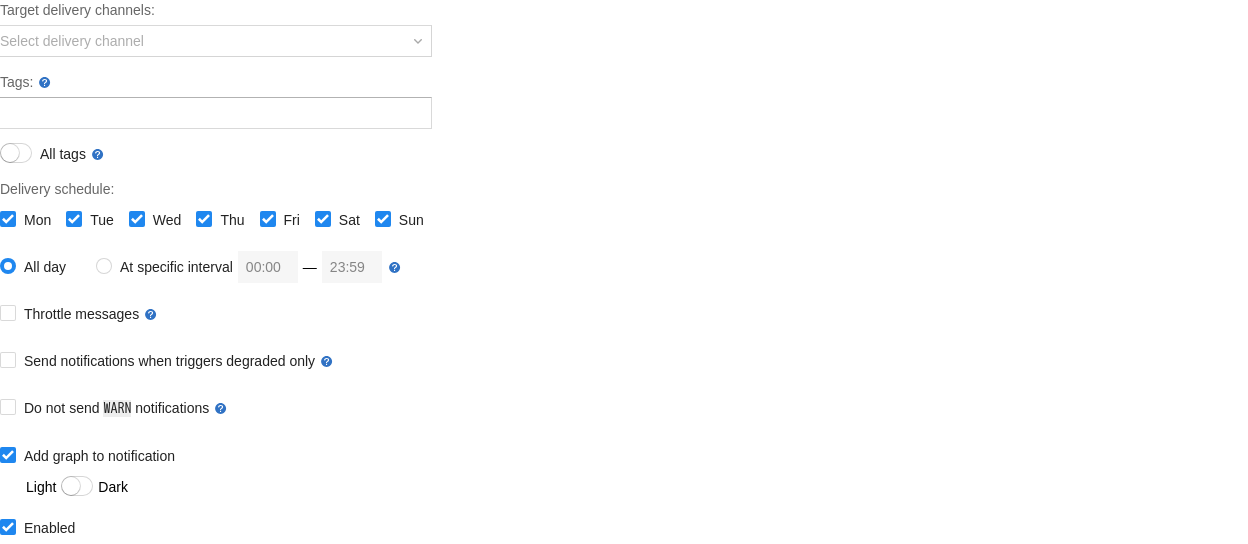 Target delivery channels:
Select delivery channel
Tags: ?
All tags ?
Delivery schedule:
Mon Tue Wed Thu Fri Sat Sun
All day At specific interval 00:00 — 23:59 ?
Throttle messages ?
Send notifications when triggers degraded only ?
Do not send WARN notifications ?
Add graph to notification
Light Dark
Enabled